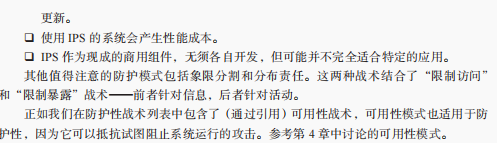 更新。
❑ 使用 IPS 的系统会产生性能成本。
❑ IPS 作为现成的商用组件，无须各自开发，但可能并不完全适合特定的应用。
其他值得注意的防护模式包括象限分割和分布责任。这两种战术结合了“限制访问”
和“限制暴露”战术——前者针对信息，后者针对活动。
正如我们在防护性战术列表中包含了（通过引用）可用性战术，可用性模式也适用于防
护性，因为它可以抵抗试图阻止系统运行的攻击。参考第 4 章中讨论的可用性模式。